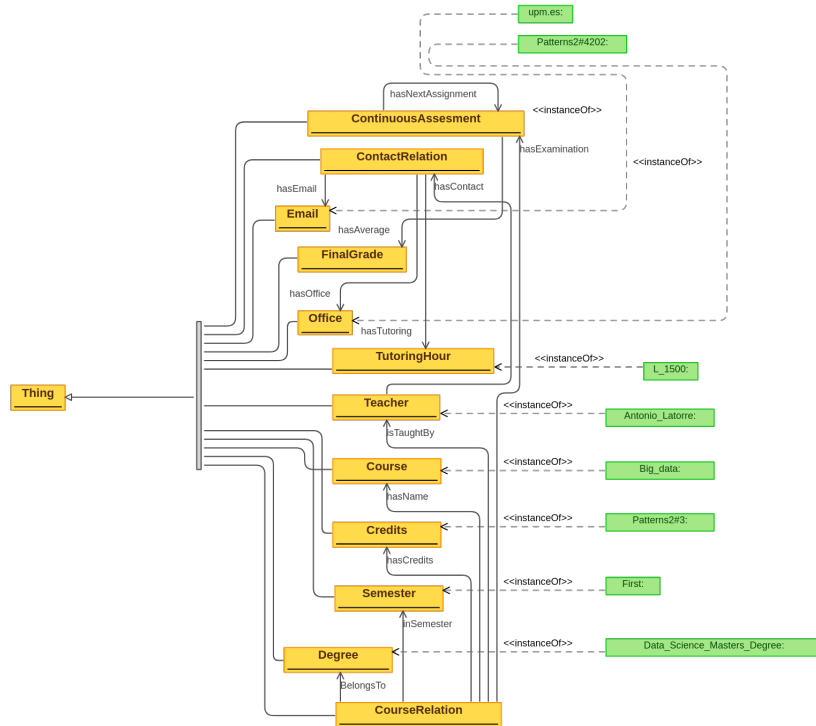 upm.es:
Patterns2#4202:
hasNextAssignment
<<instanceOf>>
ContinuousAssesment
hasExamination
ContactRelation
<<instanceOf>>
hasEmail
hasContact
Email
hasAverage
FinalGrade
hasOffice
Office
hasTutoring
TutoringHour
<<instanceOf>>
L_1500:
Thing
Teacher
<<instanceOf>>
Antonio_Latorre:
isTaughtBy
Course
<<instanceOf>>
Big_data:
hasName
Credits
<<instanceOf>>
Patterns2#3:
hasCredits
Semester
<<instanceOf>>
First:
inSemester
Degree
<<instanceOf>>
Data_Science_Masters_Degree:
BelongsTo
CourseRelation